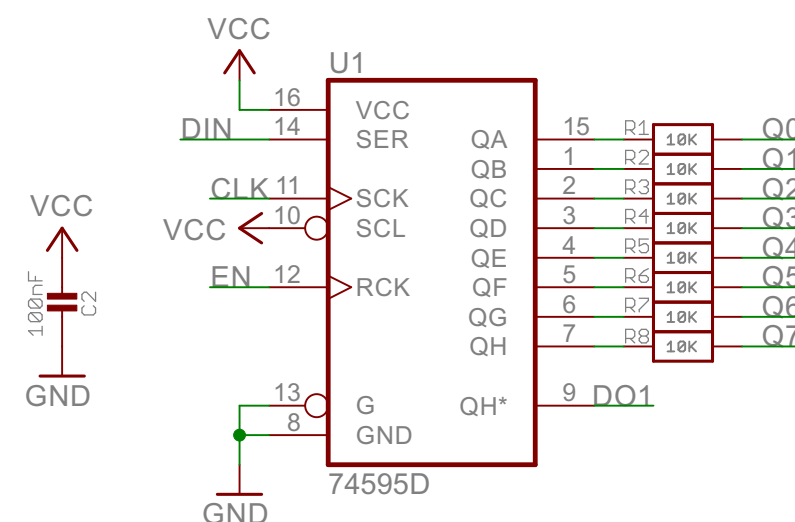 VCC
U1
16 VCC
DIN 14 SER QA 15 R1 10K Q0
QB 1 R2 10K Q1
CLK 11 SCK QC 2 R3 10K Q2
VCC 10 SCL QD 3 R4 10K Q3
QE 4 R5 10K Q4
EN 12 RCK QF 5 R6 10K Q5
QG 6 R7 10K Q6
QH 7 R8 10K Q7
VCC
100nF C2
GND
13 G QH* 9 DO1
8 GND
74595D
GND